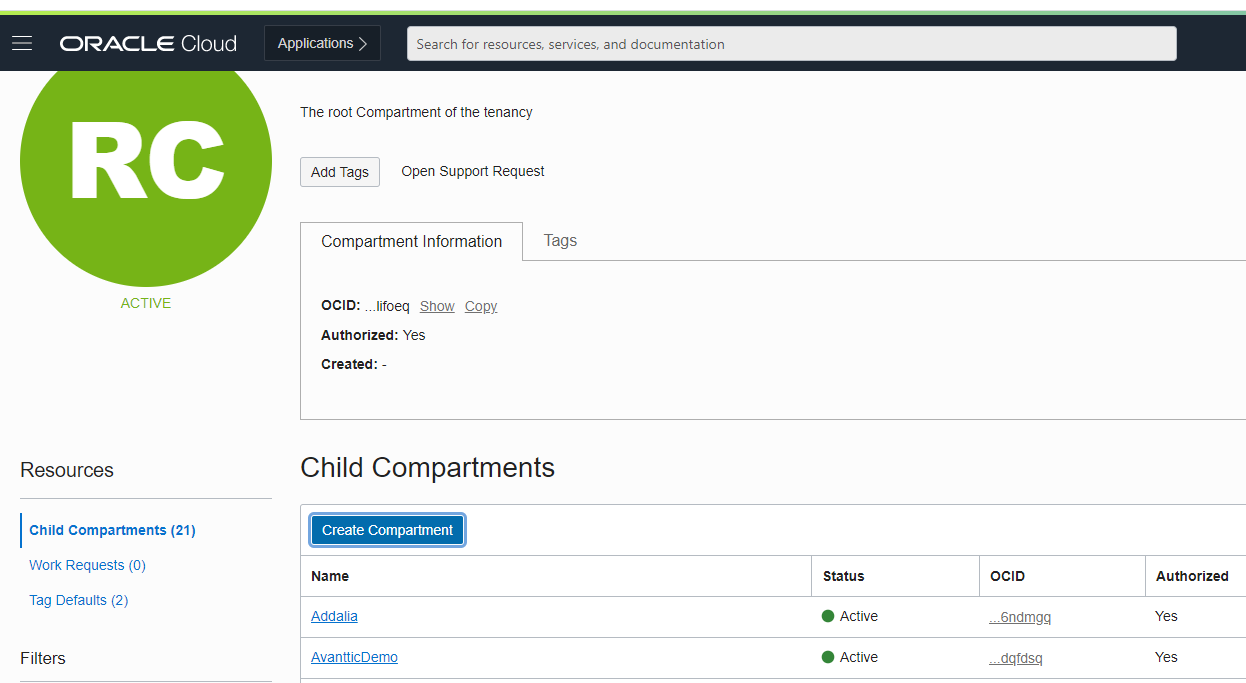 ORACLE Cloud Applications Search for resources, services, and documentation
RC
ACTIVE
The root Compartment of the tenancy
Add Tags Open Support Request
Compartment Information Tags
OCID: ...lifoeq Show Copy
Authorized: Yes
Created: -
Resources
Child Compartments (21)
Work Requests (0)
Tag Defaults (2)
Filters
Child Compartments
Create Compartment
Name Status OCID Authorized
Addalia Active ...6ndmgq Yes
AvantticDemo Active ...dqfdsq Yes